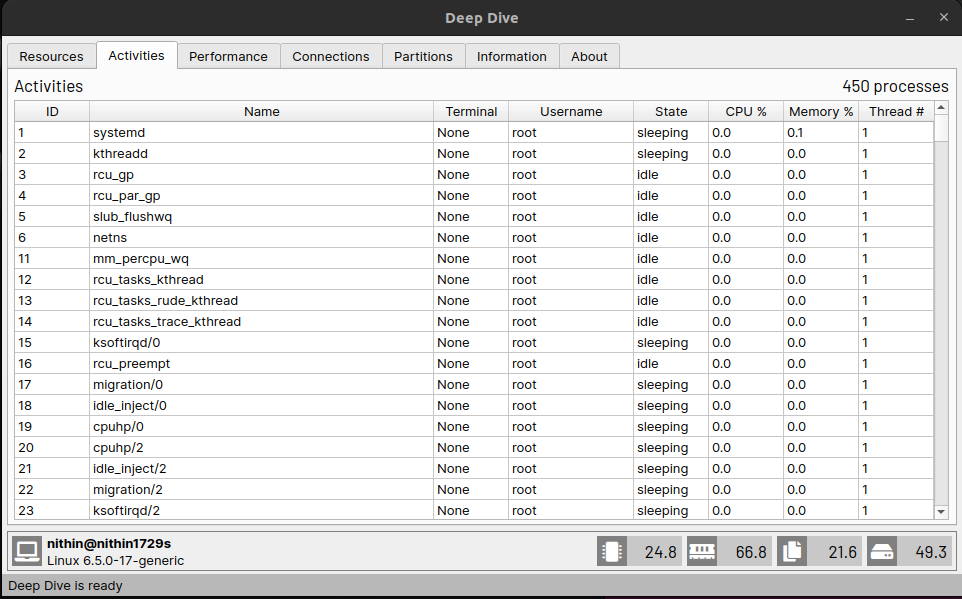 Deep Dive
Resources Activities Performance Connections Partitions Information About
Activities 450 processes
ID Name Terminal Username State CPU % Memory % Thread #
1 systemd None root sleeping 0.0 0.1 1
2 kthreadd None root sleeping 0.0 0.0 1
3 rcu_gp None root idle 0.0 0.0 1
4 rcu_par_gp None root idle 0.0 0.0 1
5 slub_flushwq None root idle 0.0 0.0 1
6 netns None root idle 0.0 0.0 1
11 mm_percpu_wq None root idle 0.0 0.0 1
12 rcu_tasks_kthread None root idle 0.0 0.0 1
13 rcu_tasks_rude_kthread None root idle 0.0 0.0 1
14 rcu_tasks_trace_kthread None root idle 0.0 0.0 1
15 ksoftirqd/0 None root sleeping 0.0 0.0 1
16 rcu_preempt None root idle 0.0 0.0 1
17 migration/0 None root sleeping 0.0 0.0 1
18 idle_inject/0 None root sleeping 0.0 0.0 1
19 cpuhp/0 None root sleeping 0.0 0.0 1
20 cpuhp/2 None root sleeping 0.0 0.0 1
21 idle_inject/2 None root sleeping 0.0 0.0 1
22 migration/2 None root sleeping 0.0 0.0 1
23 ksoftirqd/2 None root sleeping 0.0 0.0 1
nithin@nithin1729s
Linux 6.5.0-17-generic
24.8 66.8 21.6 49.3
Deep Dive is ready